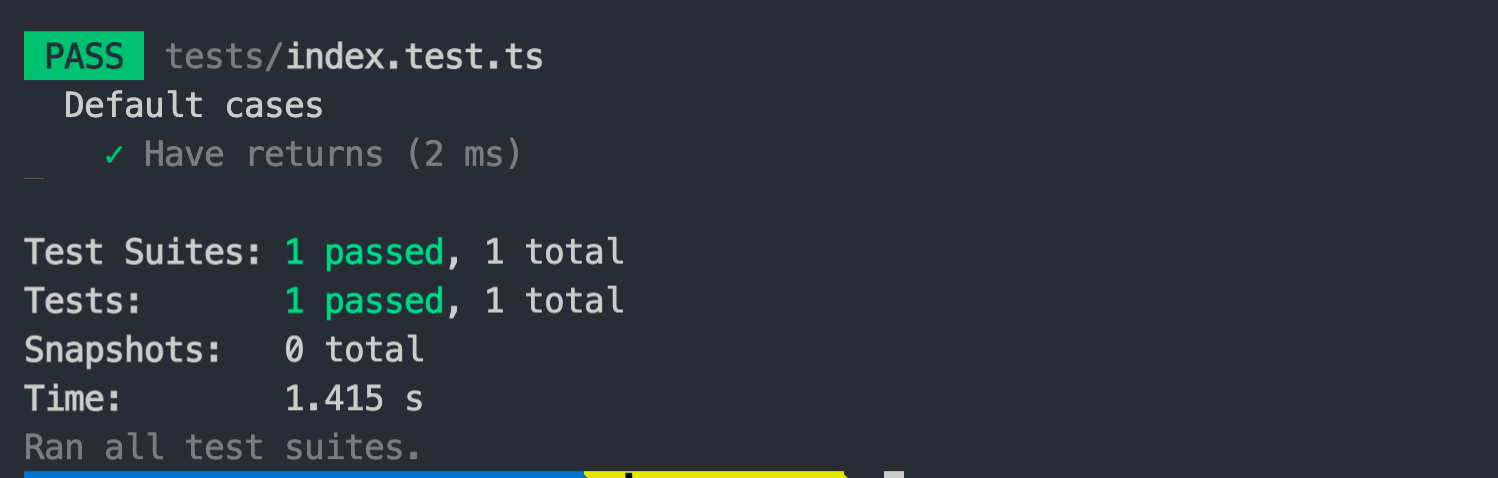 PASS tests/index.test.ts
Default cases
✓ Have returns (2 ms)
Test Suites: 1 passed, 1 total
Tests: 1 passed, 1 total
Snapshots: 0 total
Time: 1.415 s
Ran all test suites.